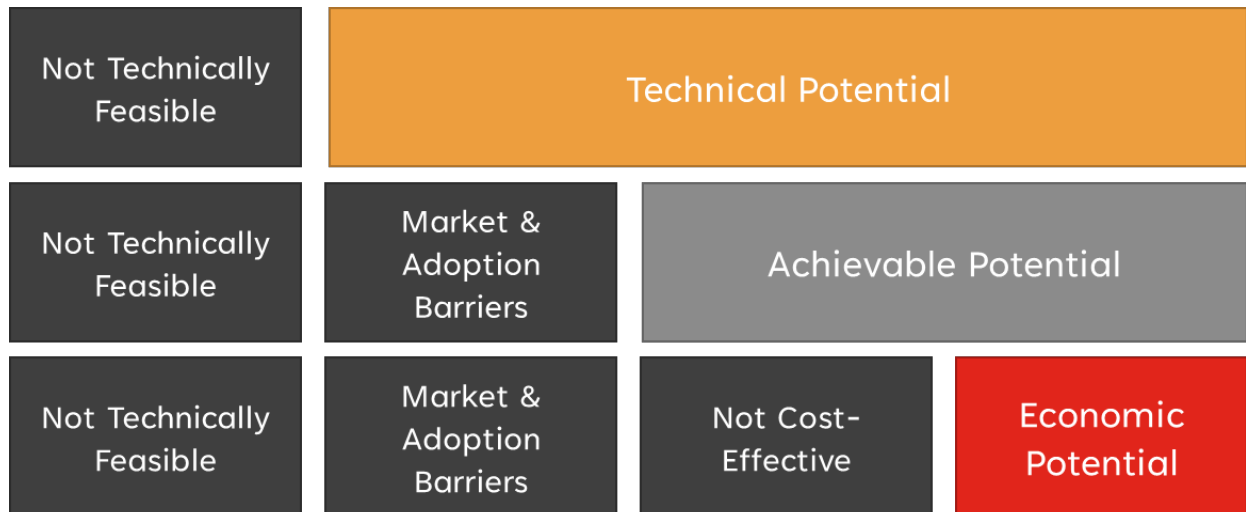 Not Technically
Feasible
Technical Potential
Not Technically
Feasible
Market &
Adoption
Barriers
Achievable Potential
Not Technically
Feasible
Market &
Adoption
Barriers
Not Cost-
Effective
Economic
Potential